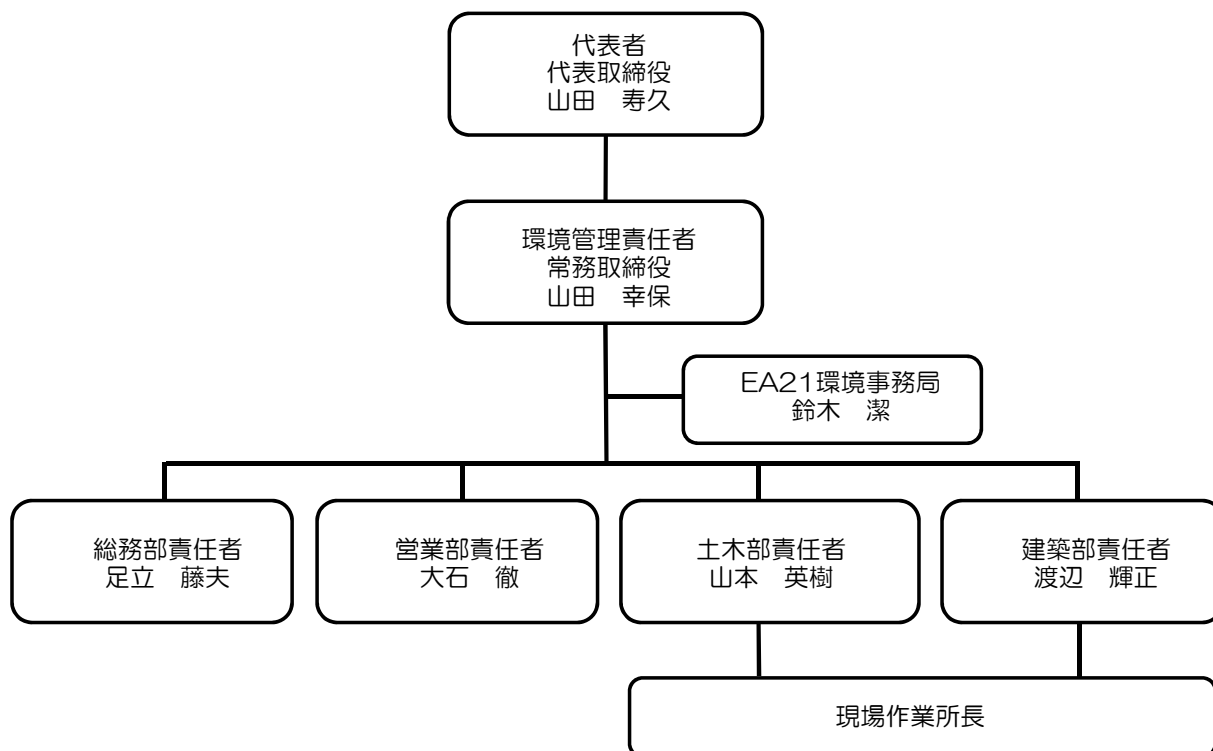 代表者
代表取締役
山田　寿久
環境管理責任者
常務取締役
山田　幸保
EA21環境事務局
鈴木　潔
総務部責任者
足立　藤夫
営業部責任者
大石　徹
土木部責任者
山本　英樹
建築部責任者
渡辺　輝正
現場作業所長